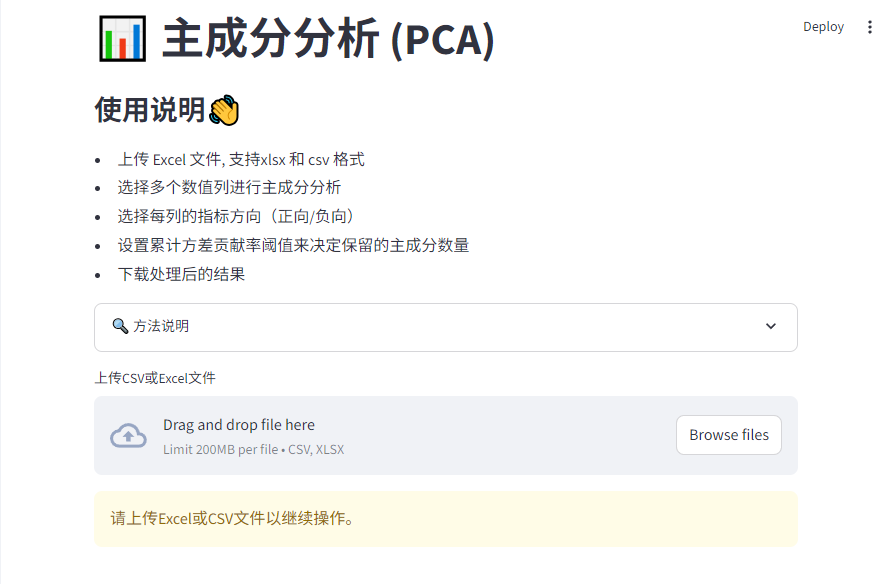 Deploy
主成分分析 (PCA)
使用说明
上传 Excel 文件, 支持xlsx 和 csv 格式
选择多个数值列进行主成分分析
选择每列的指标方向（正向/负向）
设置累计方差贡献率阈值来决定保留的主成分数量
下载处理后的结果
方法说明
上传CSV或Excel文件
Drag and drop file here
Limit 200MB per file • CSV, XLSX
Browse files
请上传Excel或CSV文件以继续操作。